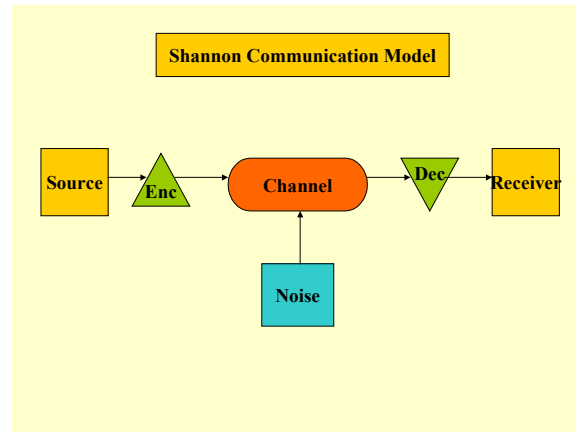 Shannon Communication Model
Source
Enc
Channel
Dec
Receiver
Noise